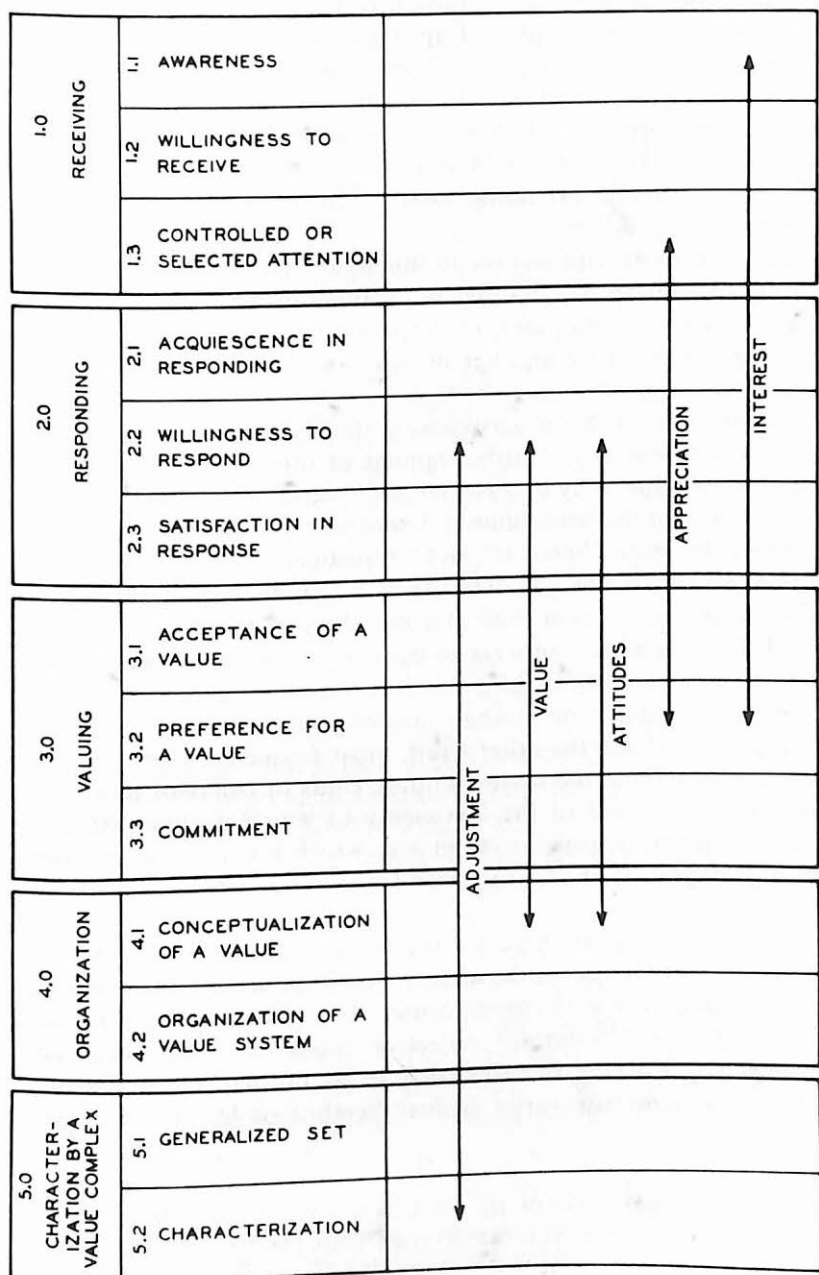 1.0
RECEIVING
1.1 AWARENESS
1.2 WILLINGNESS TO
RECEIVE
1.3 CONTROLLED OR
SELECTED ATTENTION
2.0
RESPONDING
2.1 ACQUIESCENCE IN
RESPONDING
2.2 WILLINGNESS TO
RESPOND
2.3 SATISFACTION IN
RESPONSE
3.0
VALUING
3.1 ACCEPTANCE OF A
VALUE
3.2 PREFERENCE FOR
A VALUE
3.3 COMMITMENT
4.0
ORGANIZATION
4.1 CONCEPTUALIZATION
OF A VALUE
4.2 ORGANIZATION OF A
VALUE SYSTEM
5.0
CHARACTER-
IZATION BY A
VALUE COMPLEX
5.1 GENERALIZED SET
5.2 CHARACTERIZATION
ADJUSTMENT
VALUE
ATTITUDES
APPRECIATION
INTEREST